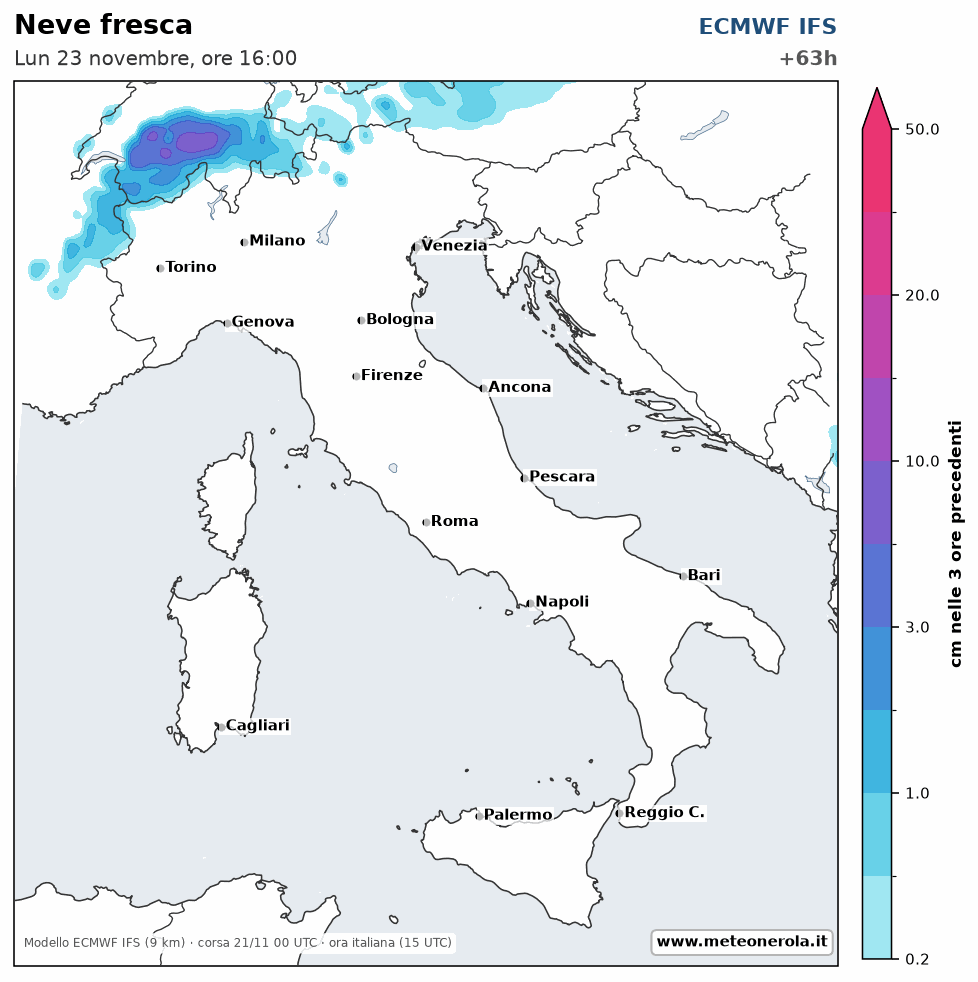 Neve fresca
ECMWF IFS
Lun 23 novembre, ore 16:00
+63h
50.0
20.0
10.0
3.0
1.0
0.2
cm nelle 3 ore precedenti
Milano
Venezia
Torino
Genova
Bologna
Firenze
Ancona
Pescara
Roma
Bari
Napoli
Cagliari
Palermo
Reggio C.
Modello ECMWF IFS (9 km) · corsa 21/11 00 UTC · ora italiana (15 UTC)
www.meteonerola.it